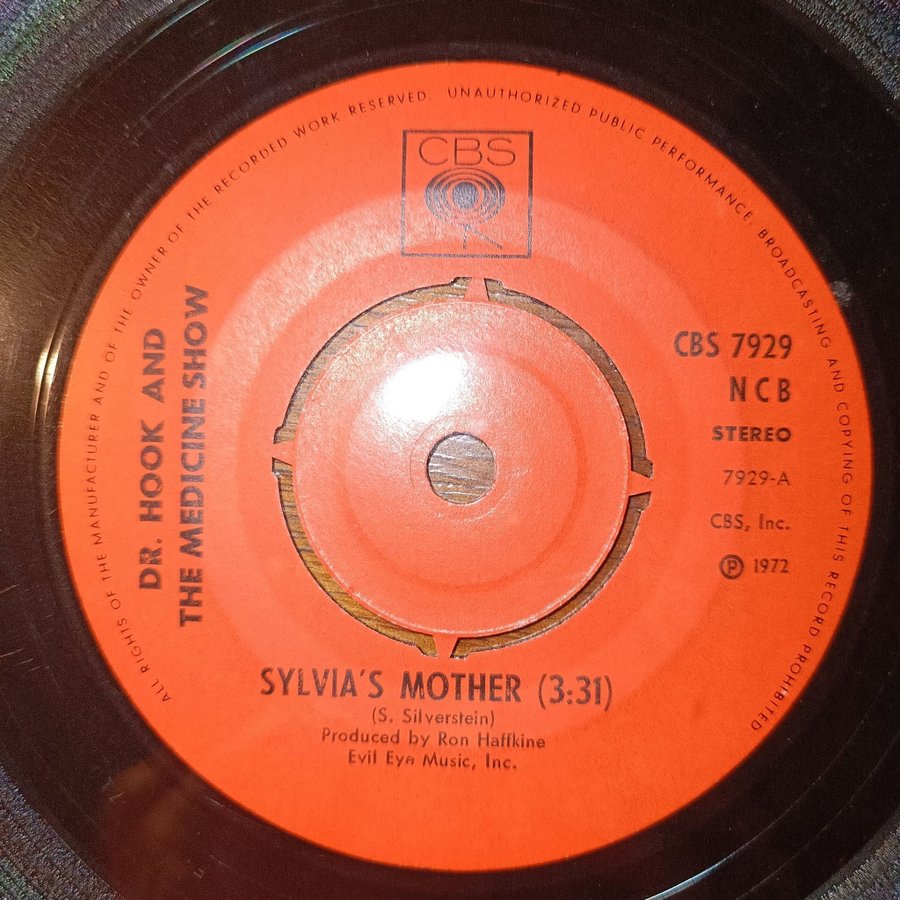 ALL RIGHTS OF THE MANUFACTURER AND OF THE OWNER OF THE RECORDED WORK RESERVED. UNAUTHORIZED PUBLIC PERFORMANCE. BROADCASTING AND COPYING OF THIS RECORD PROHIBITED
CBS
DR. HOOK AND
THE MEDICINE SHOW
CBS 7929
NCB
STEREO
7929-A
CBS, Inc.
℗ 1972
SYLVIA'S MOTHER (3:31)
(S. Silverstein)
Produced by Ron Haffkine
Evil Eye Music, Inc.